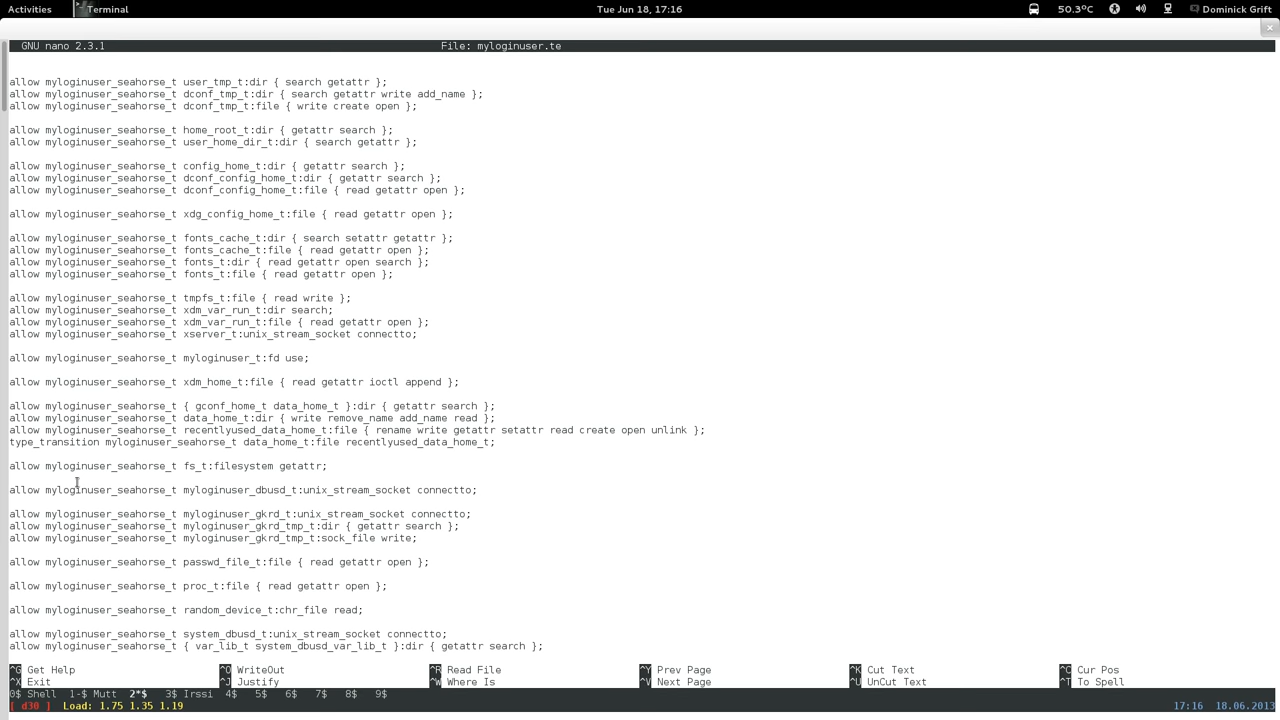 Activities Terminal Tue Jun 18, 17:16 50.3°C Dominick Grift
GNU nano 2.3.1 File: myloginuser.te
allow myloginuser_seahorse_t user_tmp_t:dir { search getattr };
allow myloginuser_seahorse_t dconf_tmp_t:dir { search getattr write add_name };
allow myloginuser_seahorse_t dconf_tmp_t:file { write create open };
allow myloginuser_seahorse_t home_root_t:dir { getattr search };
allow myloginuser_seahorse_t user_home_dir_t:dir { search getattr };
allow myloginuser_seahorse_t config_home_t:dir { getattr search };
allow myloginuser_seahorse_t dconf_config_home_t:dir { getattr search };
allow myloginuser_seahorse_t dconf_config_home_t:file { read getattr open };
allow myloginuser_seahorse_t xdg_config_home_t:file { read getattr open };
allow myloginuser_seahorse_t fonts_cache_t:dir { search setattr getattr };
allow myloginuser_seahorse_t fonts_cache_t:file { read getattr open };
allow myloginuser_seahorse_t fonts_t:dir { read getattr open search };
allow myloginuser_seahorse_t fonts_t:file { read getattr open };
allow myloginuser_seahorse_t tmpfs_t:file { read write };
allow myloginuser_seahorse_t xdm_var_run_t:dir search;
allow myloginuser_seahorse_t xdm_var_run_t:file { read getattr open };
allow myloginuser_seahorse_t xserver_t:unix_stream_socket connectto;
allow myloginuser_seahorse_t myloginuser_t:fd use;
allow myloginuser_seahorse_t xdm_home_t:file { read getattr ioctl append };
allow myloginuser_seahorse_t { gconf_home_t data_home_t }:dir { getattr search };
allow myloginuser_seahorse_t data_home_t:dir { write remove_name add_name read };
allow myloginuser_seahorse_t recentlyused_data_home_t:file { rename write getattr setattr read create open unlink };
type_transition myloginuser_seahorse_t data_home_t:file recentlyused_data_home_t;
allow myloginuser_seahorse_t fs_t:filesystem getattr;
allow myloginuser_seahorse_t myloginuser_dbusd_t:unix_stream_socket connectto;
allow myloginuser_seahorse_t myloginuser_gkrd_t:unix_stream_socket connectto;
allow myloginuser_seahorse_t myloginuser_gkrd_tmp_t:dir { getattr search };
allow myloginuser_seahorse_t myloginuser_gkrd_tmp_t:sock_file write;
allow myloginuser_seahorse_t passwd_file_t:file { read getattr open };
allow myloginuser_seahorse_t proc_t:file { read getattr open };
allow myloginuser_seahorse_t random_device_t:chr_file read;
allow myloginuser_seahorse_t system_dbusd_t:unix_stream_socket connectto;
allow myloginuser_seahorse_t { var_lib_t system_dbusd_var_lib_t }:dir { getattr search };
^G Get Help ^O WriteOut ^R Read File ^Y Prev Page ^K Cut Text ^C Cur Pos
^X Exit ^J Justify ^W Where Is ^V Next Page ^U UnCut Text ^T To Spell
0$ Shell 1-$ Mutt 2*$ 3$ Irssi 4$ 5$ 6$ 7$ 8$ 9$
[ d30 ] Load: 1.75 1.35 1.19 17:16 18.06.2013